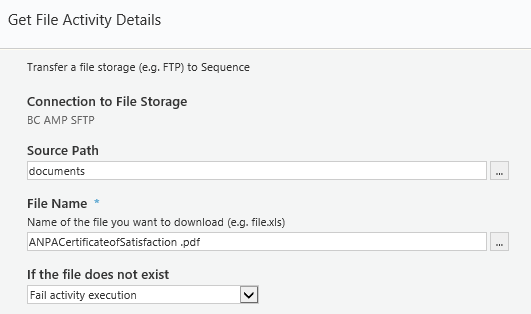 Get File Activity Details
Transfer a file storage (e.g. FTP) to Sequence
Connection to File Storage
BC AMP SFTP
Source Path
documents
...
File Name *
Name of the file you want to download (e.g. file.xls)
ANPACertificateofSatisfaction .pdf
...
If the file does not exist
Fail activity execution